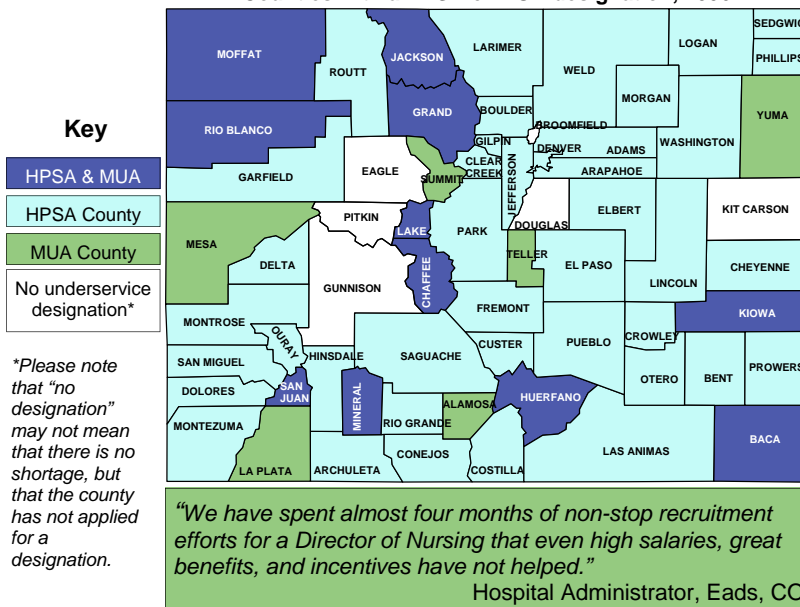 MOFFAT
JACKSON
LARIMER
LOGAN
SEDGWIC
ROUTT
WELD
PHILLIPS
MORGAN
GRAND
BOULDER
YUMA
RIO BLANCO
BROOMFIELD
GILPIN
DENVER
ADAMS
WASHINGTON
GARFIELD
EAGLE
SUMMIT
CLEAR
CREEK
JEFFERSON
ARAPAHOE
PITKIN
LAKE
DOUGLAS
ELBERT
KIT CARSON
MESA
PARK
TELLER
DELTA
EL PASO
CHEYENNE
GUNNISON
CHAFFEE
LINCOLN
FREMONT
KIOWA
MONTROSE
OURAY
CUSTER
PUEBLO
CROWLEY
SAN MIGUEL
HINSDALE
SAGUACHE
OTERO
BENT
PROWERS
DOLORES
SAN
JUAN
MINERAL
HUERFANO
ALAMOSA
RIO GRANDE
MONTEZUMA
BACA
LAS ANIMAS
LA PLATA
ARCHULETA
CONEJOS
COSTILLA
Key
HPSA & MUA
HPSA County
MUA County
No underservice
designation*
*Please note
that “no
designation”
may not mean
that there is no
shortage, but
that the county
has not applied
for a
designation.
“We have spent almost four months of non-stop recruitment
efforts for a Director of Nursing that even high salaries, great
benefits, and incentives have not helped.”
Hospital Administrator, Eads, CO